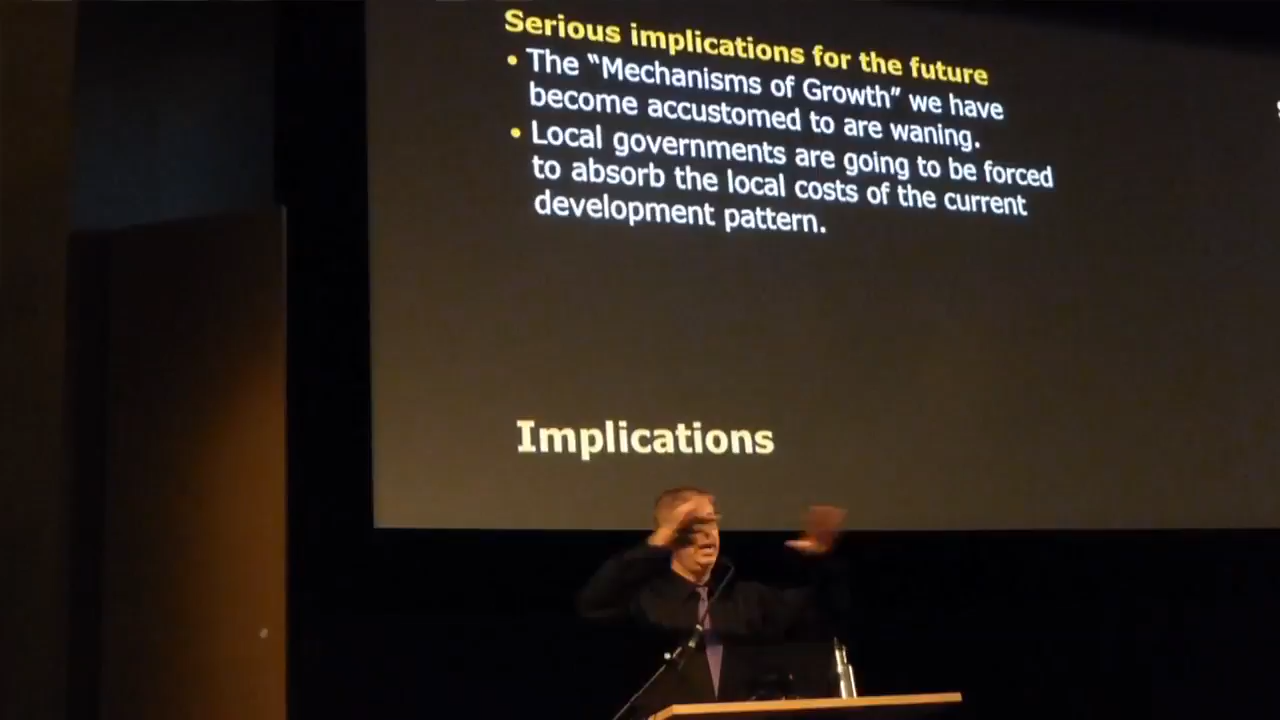 Serious implications for the future
• The “Mechanisms of Growth” we have
become accustomed to are waning.
• Local governments are going to be forced
to absorb the local costs of the current
development pattern.
Implications